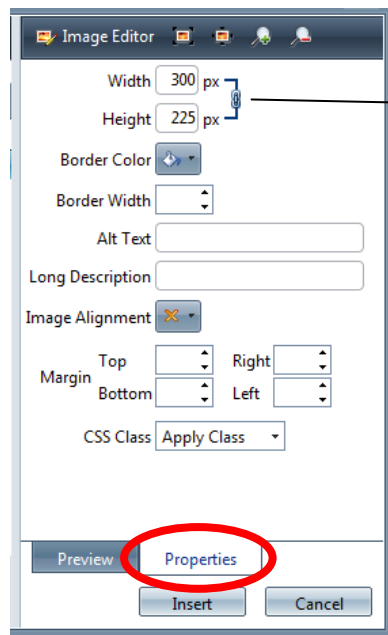 Image Editor
Width 300 px
Height 225 px
Border Color
Border Width
Alt Text
Long Description
Image Alignment
Margin Top Right
Bottom Left
CSS Class Apply Class
Preview Properties
Insert Cancel